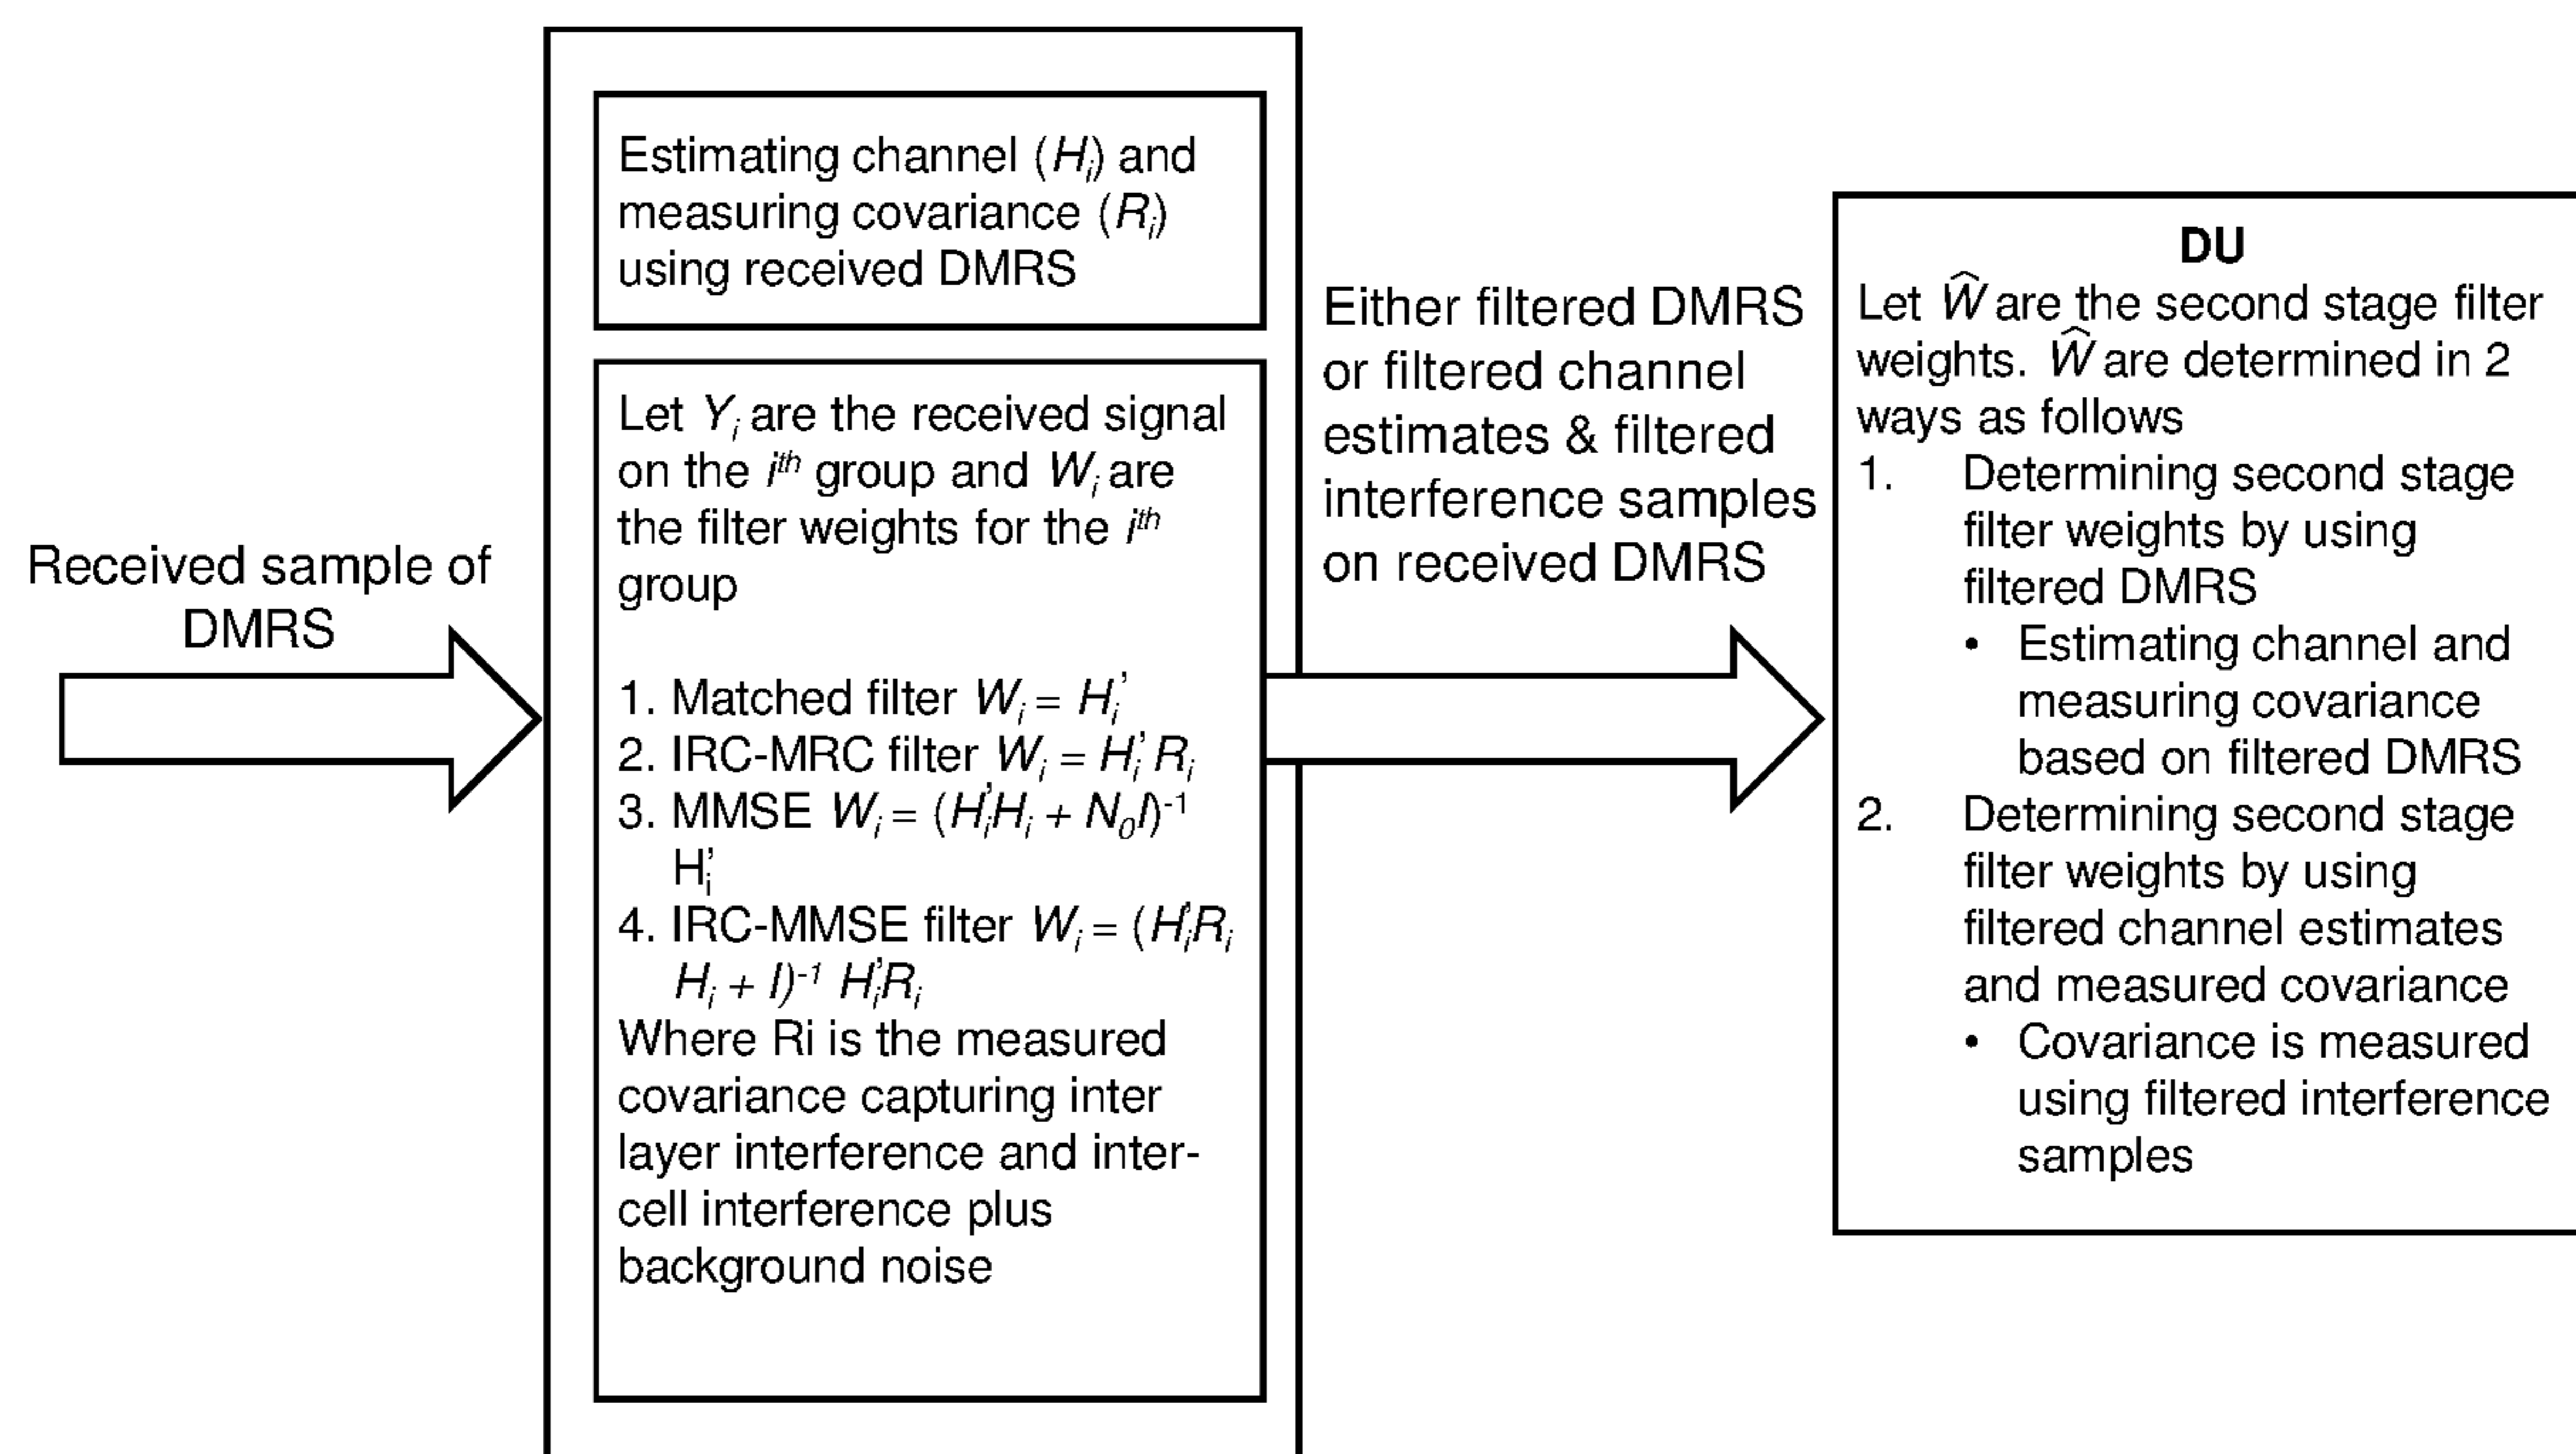 Received sample of
DMRS
Estimating channel (Hᵢ) and
measuring covariance (Rᵢ)
using received DMRS
Let Yᵢ are the received signal
on the iᵗʰ group and Wᵢ are
the filter weights for the iᵗʰ
group
1. Matched filter Wᵢ = Hᵢ'
2. IRC-MRC filter Wᵢ = Hᵢ' Rᵢ
3. MMSE Wᵢ = (Hᵢ'Hᵢ + N₀I)⁻¹
Hᵢ'
4. IRC-MMSE filter Wᵢ = (Hᵢ'Rᵢ
Hᵢ + I)⁻¹ Hᵢ'Rᵢ
Where Ri is the measured
covariance capturing inter
layer interference and inter-
cell interference plus
background noise
Either filtered DMRS
or filtered channel
estimates & filtered
interference samples
on received DMRS
DU
Let Ŵ are the second stage filter
weights. Ŵ are determined in 2
ways as follows
1. Determining second stage
filter weights by using
filtered DMRS
• Estimating channel and
measuring covariance
based on filtered DMRS
2. Determining second stage
filter weights by using
filtered channel estimates
and measured covariance
• Covariance is measured
using filtered interference
samples